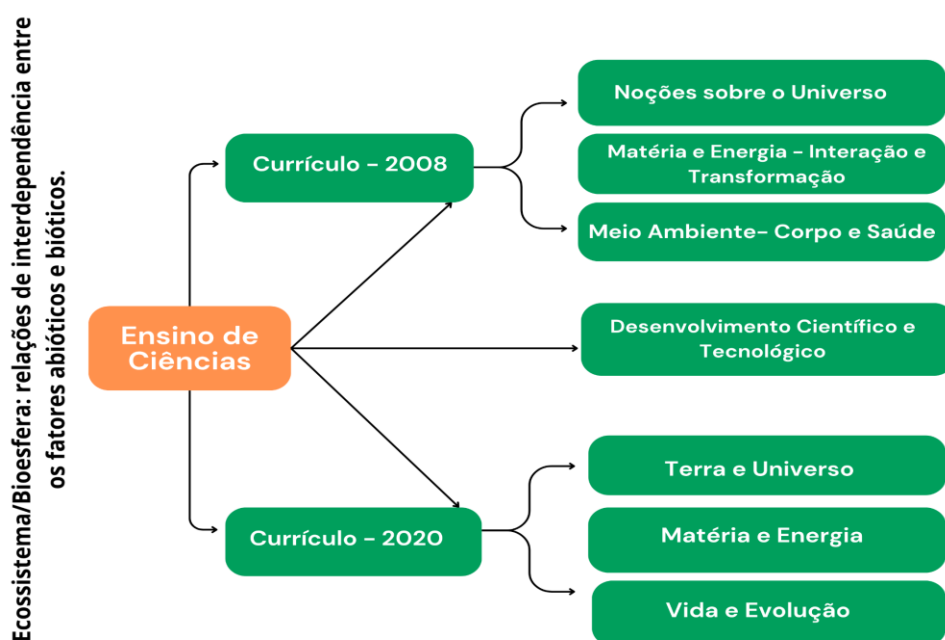 Ecossistema/Bioesfera: relações de interdependência entre
os fatores abióticos e bióticos.
Ensino de
Ciências
Currículo - 2008
Noções sobre o Universo
Matéria e Energia - Interação e
Transformação
Meio Ambiente- Corpo e Saúde
Desenvolvimento Científico e
Tecnológico
Currículo - 2020
Terra e Universo
Matéria e Energia
Vida e Evolução